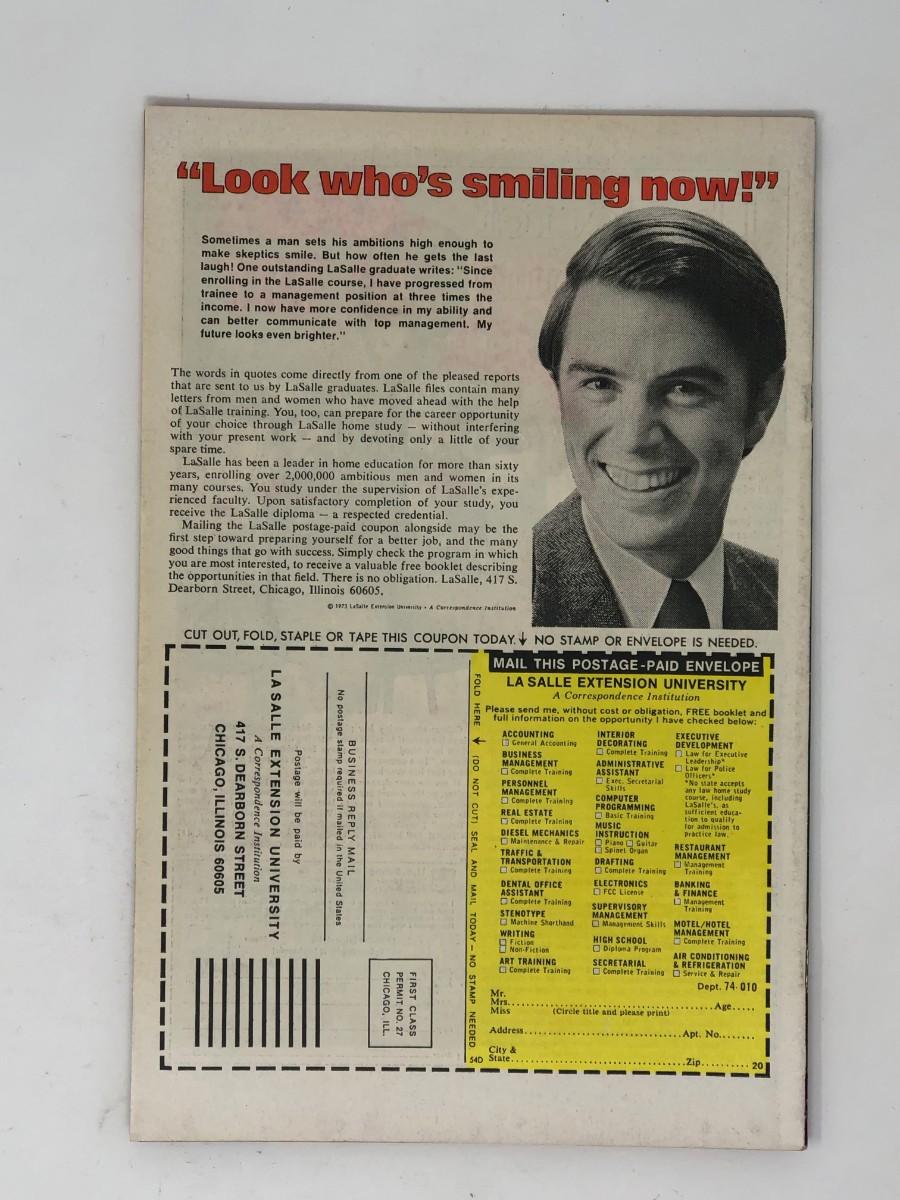 “Look who’s smiling now!”
Sometimes a man sets his ambitions high enough to
make skeptics smile. But how often he gets the last
laugh! One outstanding LaSalle graduate writes: "Since
enrolling in the LaSalle course, I have progressed from
trainee to a management position at three times the
income. I now have more confidence in my ability and
can better communicate with top management. My
future looks even brighter."
The words in quotes come directly from one of the pleased reports
that are sent to us by LaSalle graduates. LaSalle files contain many
letters from men and women who have moved ahead with the help
of LaSalle training. You, too, can prepare for the career opportunity
of your choice through LaSalle home study — without interfering
with your present work — and by devoting only a little of your
spare time.
LaSalle has been a leader in home education for more than sixty
years, enrolling over 2,000,000 ambitious men and women in its
many courses. You study under the supervision of LaSalle's expe-
rienced faculty. Upon satisfactory completion of your study, you
receive the LaSalle diploma — a respected credential.
Mailing the LaSalle postage-paid coupon alongside may be the
first step toward preparing yourself for a better job, and the many
good things that go with success. Simply check the program in which
you are most interested, to receive a valuable free booklet describing
the opportunities in that field. There is no obligation. LaSalle, 417 S.
Dearborn Street, Chicago, Illinois 60605.
© 1973 LaSalle Extension University • A Correspondence Institution
CUT OUT, FOLD, STAPLE OR TAPE THIS COUPON TODAY. ↓ NO STAMP OR ENVELOPE IS NEEDED.
FIRST CLASS
PERMIT NO. 27
CHICAGO, ILL.
BUSINESS REPLY MAIL
No postage stamp required if mailed in the United States
Postage will be paid by
LA SALLE EXTENSION UNIVERSITY
A Correspondence Institution
417 S. DEARBORN STREET
CHICAGO, ILLINOIS 60605
FOLD HERE → (DO NOT CUT) SEAL AND MAIL TODAY — NO STAMP NEEDED
54D
MAIL THIS POSTAGE-PAID ENVELOPE
LA SALLE EXTENSION UNIVERSITY
A Correspondence Institution
Please send me, without cost or obligation, FREE booklet and
full information on the opportunity I have checked below:
ACCOUNTING
☐ General Accounting
BUSINESS
MANAGEMENT
☐ Complete Training
PERSONNEL
MANAGEMENT
☐ Complete Training
REAL ESTATE
☐ Complete Training
DIESEL MECHANICS
☐ Maintenance & Repair
TRAFFIC &
TRANSPORTATION
☐ Complete Training
DENTAL OFFICE
ASSISTANT
☐ Complete Training
STENOTYPE
☐ Machine Shorthand
WRITING
☐ Fiction
☐ Non-Fiction
ART TRAINING
☐ Complete Training
INTERIOR
DECORATING
☐ Complete Training
ADMINISTRATIVE
ASSISTANT
☐ Exec. Secretarial
Skills
COMPUTER
PROGRAMMING
☐ Basic Training
MUSIC
INSTRUCTION
☐ Piano ☐ Guitar
☐ Spinet Organ
DRAFTING
☐ Complete Training
ELECTRONICS
☐ FCC License
SUPERVISORY
MANAGEMENT
☐ Management Skills
HIGH SCHOOL
☐ Diploma Program
SECRETARIAL
☐ Complete Training
EXECUTIVE
DEVELOPMENT
☐ Law for Executive
Leadership*
☐ Law for Police
Officers*
*No state accepts
any law home study
course, including
LaSalle's, as
sufficient educa-
tion to qualify
for admission to
practice law.
RESTAURANT
MANAGEMENT
☐ Management
Training
BANKING
& FINANCE
☐ Management
Training
MOTEL/HOTEL
MANAGEMENT
☐ Complete Training
AIR CONDITIONING
& REFRIGERATION
☐ Service & Repair
Dept. 74-010
Mr.
Mrs. Age
Miss (Circle title and please print)
Address Apt. No.
City &
State Zip 20